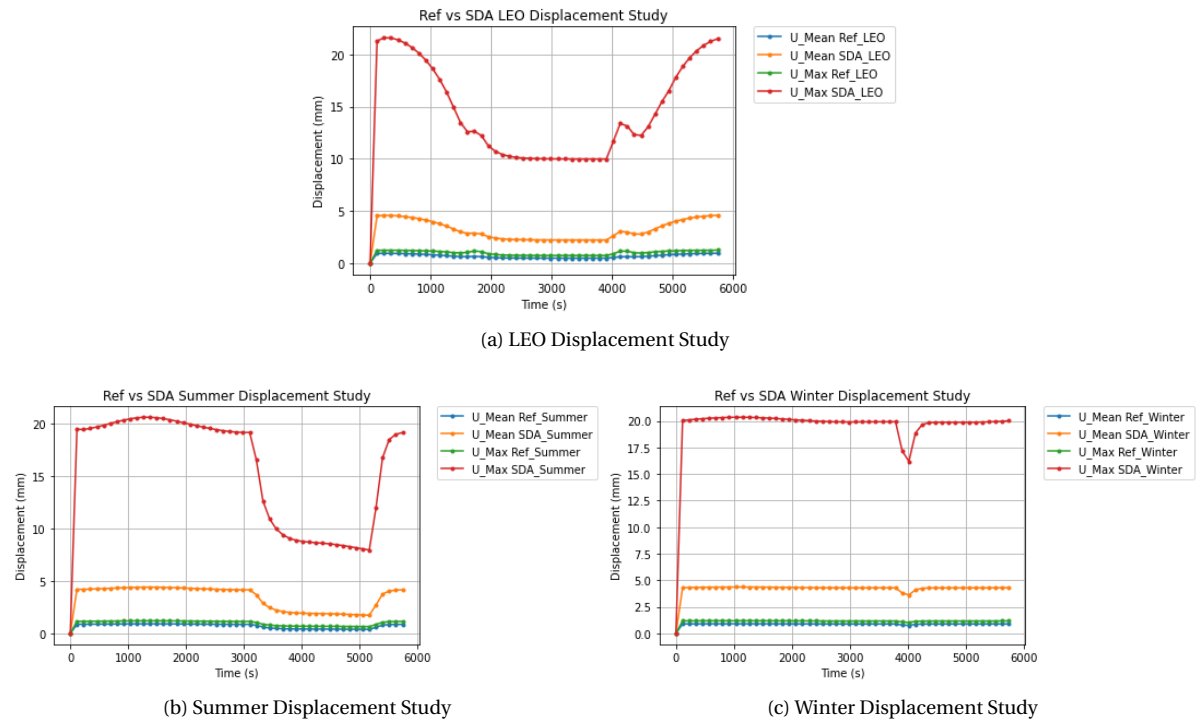 Ref vs SDA LEO Displacement Study
U_Mean Ref_LEO
U_Mean SDA_LEO
U_Max Ref_LEO
U_Max SDA_LEO
Displacement (mm)
20
15
10
5
0
0 1000 2000 3000 4000 5000 6000
Time (s)
(a) LEO Displacement Study
Ref vs SDA Summer Displacement Study
U_Mean Ref_Summer
U_Mean SDA_Summer
U_Max Ref_Summer
U_Max SDA_Summer
Displacement (mm)
20
15
10
5
0
0 1000 2000 3000 4000 5000 6000
Time (s)
(b) Summer Displacement Study
Ref vs SDA Winter Displacement Study
U_Mean Ref_Winter
U_Mean SDA_Winter
U_Max Ref_Winter
U_Max SDA_Winter
Displacement (mm)
20.0
17.5
15.0
12.5
10.0
7.5
5.0
2.5
0.0
0 1000 2000 3000 4000 5000 6000
Time (s)
(c) Winter Displacement Study